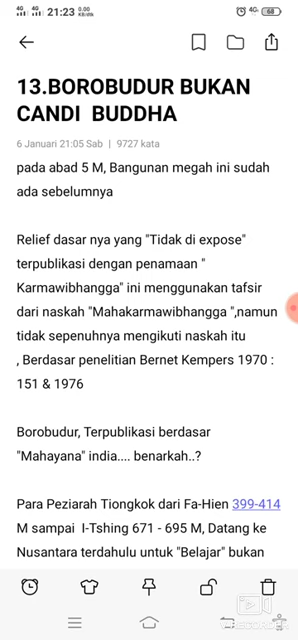 4G 4G 21:23 0.00 KB/s 4G 68
13.BOROBUDUR BUKAN
CANDI BUDDHA
6 Januari 21:05 Sab | 9727 kata
pada abad 5 M, Bangunan megah ini sudah
ada sebelumnya
Relief dasar nya yang "Tidak di expose"
terpublikasi dengan penamaan "
Karmawibhangga" ini menggunakan tafsir
dari naskah "Mahakarmawibhangga ",namun
tidak sepenuhnya mengikuti naskah itu
, Berdasar penelitian Bernet Kempers 1970 :
151 & 1976
Borobudur, Terpublikasi berdasar
"Mahayana" india.... benarkah..?
Para Peziarah Tiongkok dari Fa-Hien 399-414
M sampai I-Tshing 671 - 695 M, Datang ke
Nusantara terdahulu untuk "Belajar" bukan